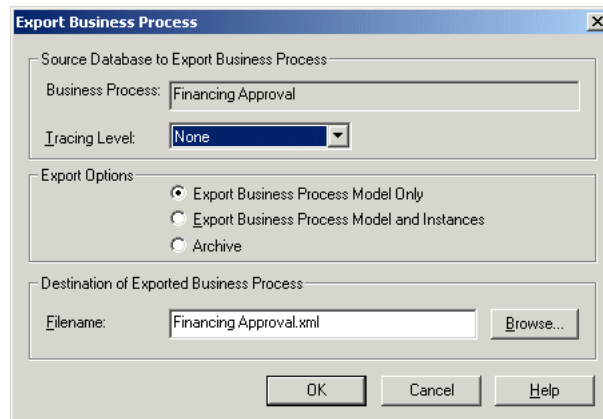 Export Business Process
Source Database to Export Business Process
Business Process: Financing Approval
Tracing Level: None
Export Options
Export Business Process Model Only
Export Business Process Model and Instances
Archive
Destination of Exported Business Process
Filename: Financing Approval.xml Browse...
OK Cancel Help